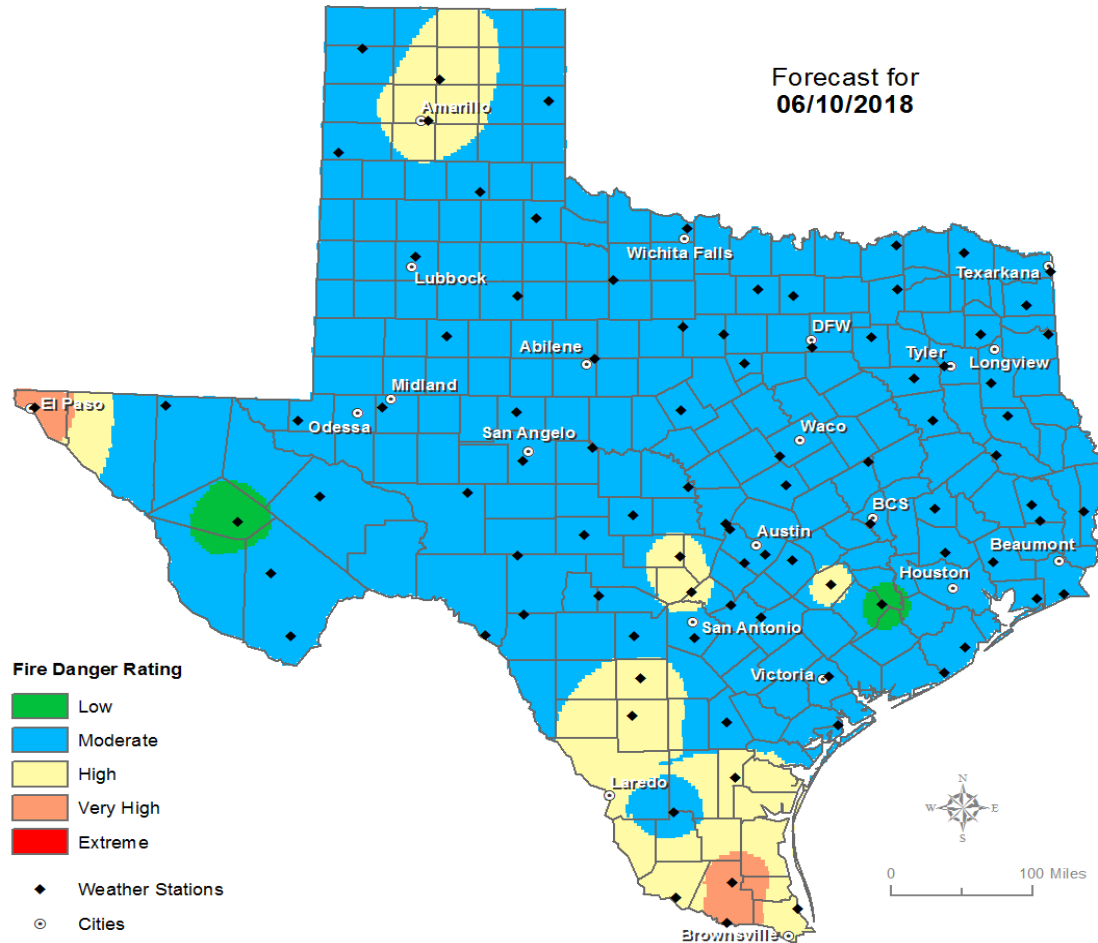 Forecast for
06/10/2018
Amarillo
Wichita Falls
Lubbock
Texarkana
DFW
Abilene
Tyler
Longview
Midland
El Paso
Odessa
San Angelo
Waco
BCS
Austin
Beaumont
Houston
San Antonio
Victoria
Laredo
Brownsville
Fire Danger Rating
Low
Moderate
High
Very High
Extreme
Weather Stations
Cities
N
W
E
S
0 100 Miles